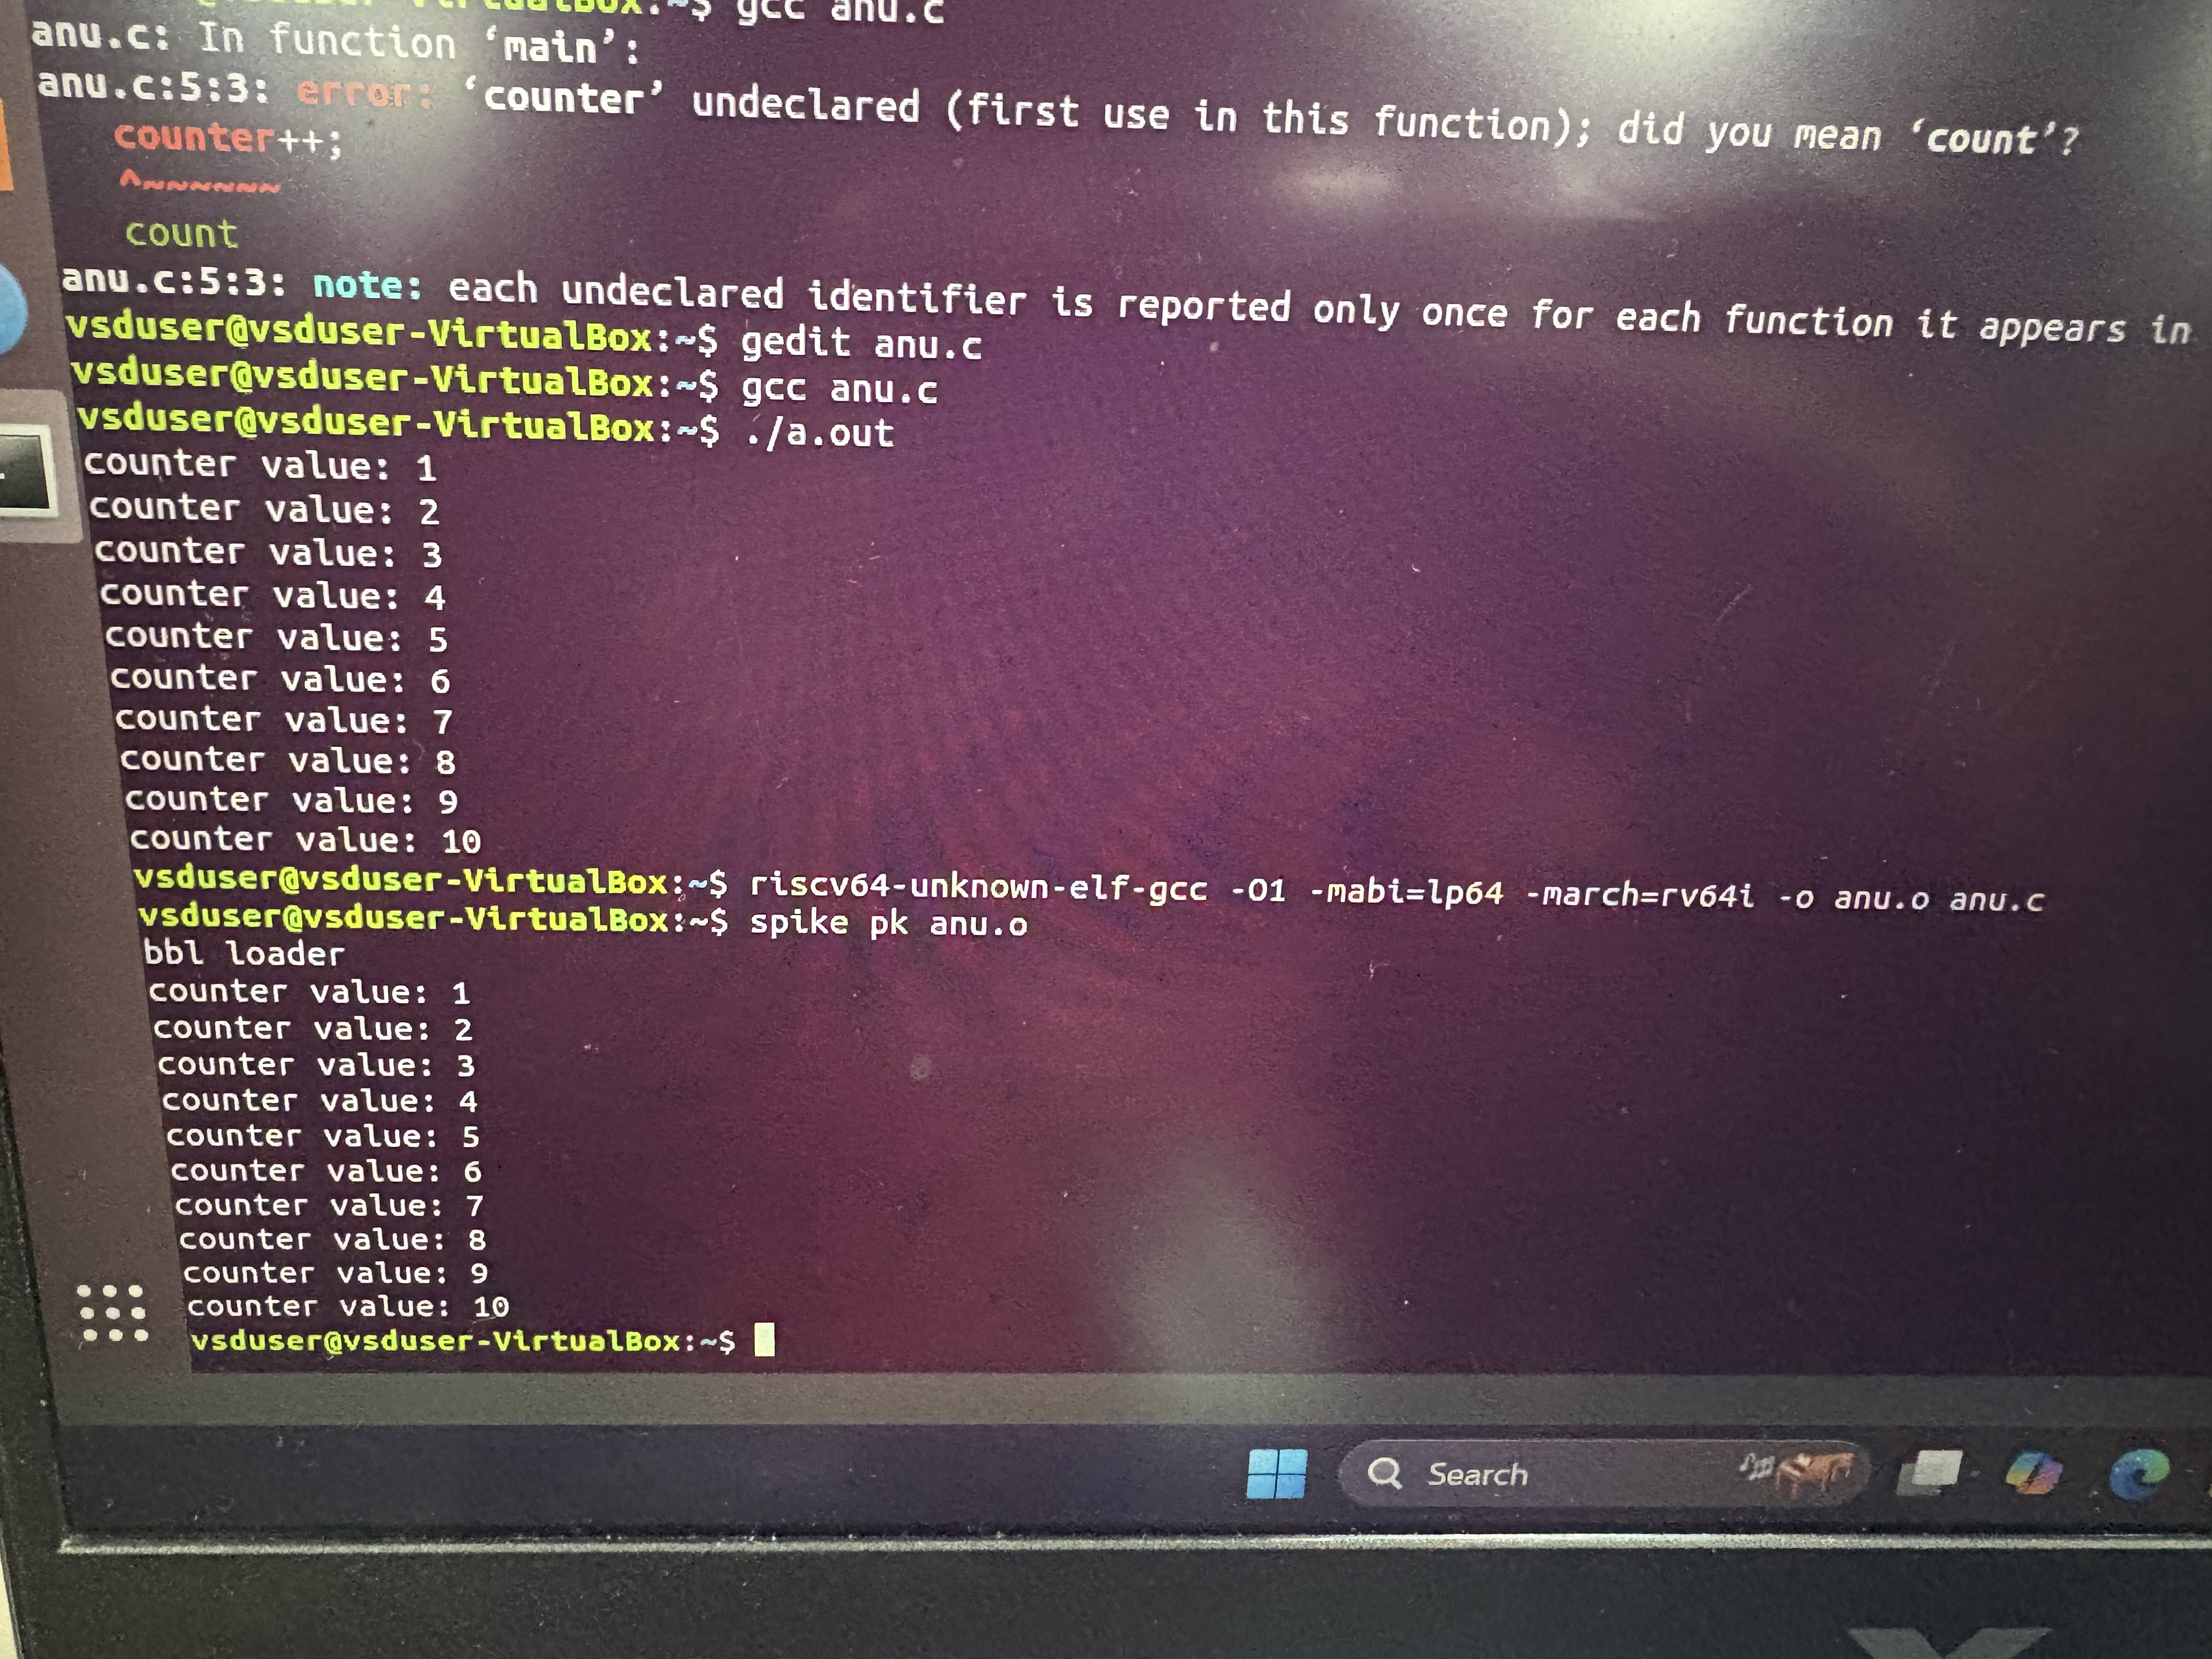 vsduser-VirtualBox:~$ gcc anu.c
anu.c: In function ‘main’:
anu.c:5:3: error: ‘counter’ undeclared (first use in this function); did you mean ‘count’?
counter++;
^~~~~~~
count
anu.c:5:3: note: each undeclared identifier is reported only once for each function it appears in
vsduser@vsduser-VirtualBox:~$ gedit anu.c
vsduser@vsduser-VirtualBox:~$ gcc anu.c
vsduser@vsduser-VirtualBox:~$ ./a.out
counter value: 1
counter value: 2
counter value: 3
counter value: 4
counter value: 5
counter value: 6
counter value: 7
counter value: 8
counter value: 9
counter value: 10
vsduser@vsduser-VirtualBox:~$ riscv64-unknown-elf-gcc -O1 -mabi=lp64 -march=rv64i -o anu.o anu.c
vsduser@vsduser-VirtualBox:~$ spike pk anu.o
bbl loader
counter value: 1
counter value: 2
counter value: 3
counter value: 4
counter value: 5
counter value: 6
counter value: 7
counter value: 8
counter value: 9
counter value: 10
vsduser@vsduser-VirtualBox:~$
Search